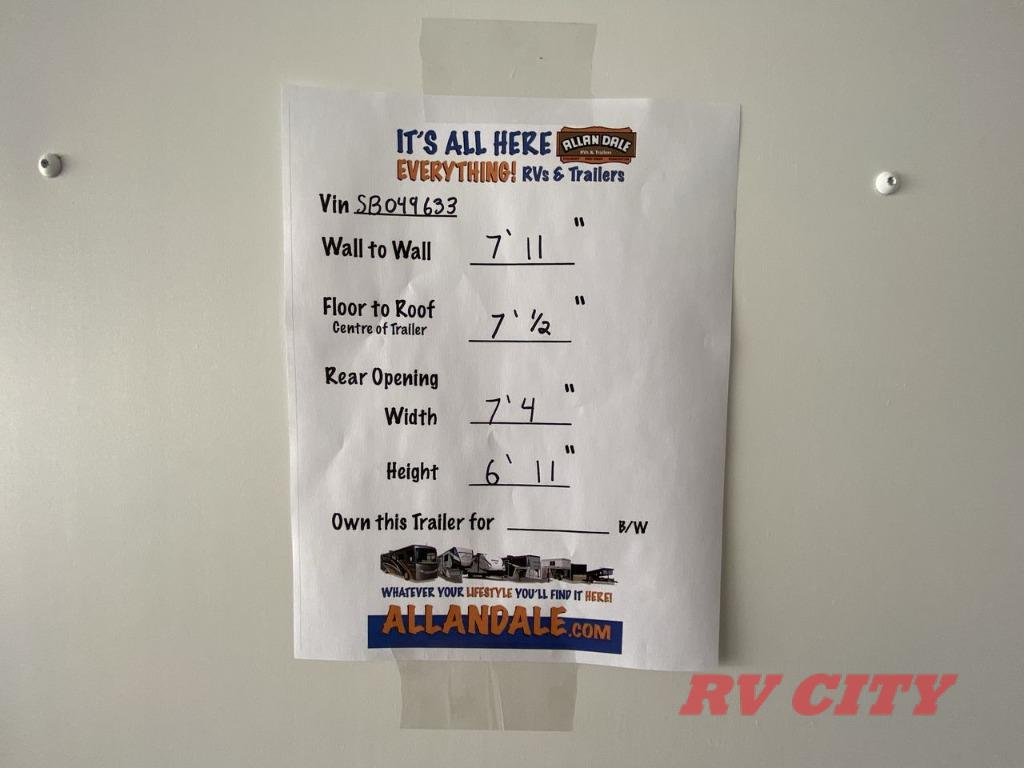 IT'S ALL HERE ALLAN DALE
RVs & Trailers
EVERYTHING! RVs & Trailers
Vin SB049633
Wall to Wall 7' 11"
Floor to Roof 7' 1/2"
Centre of Trailer
Rear Opening
Width 7' 4"
Height 6' 11"
Own this Trailer for ________ B/W
WHATEVER YOUR LIFESTYLE YOU'LL FIND IT HERE!
ALLANDALE.COM
RV CITY